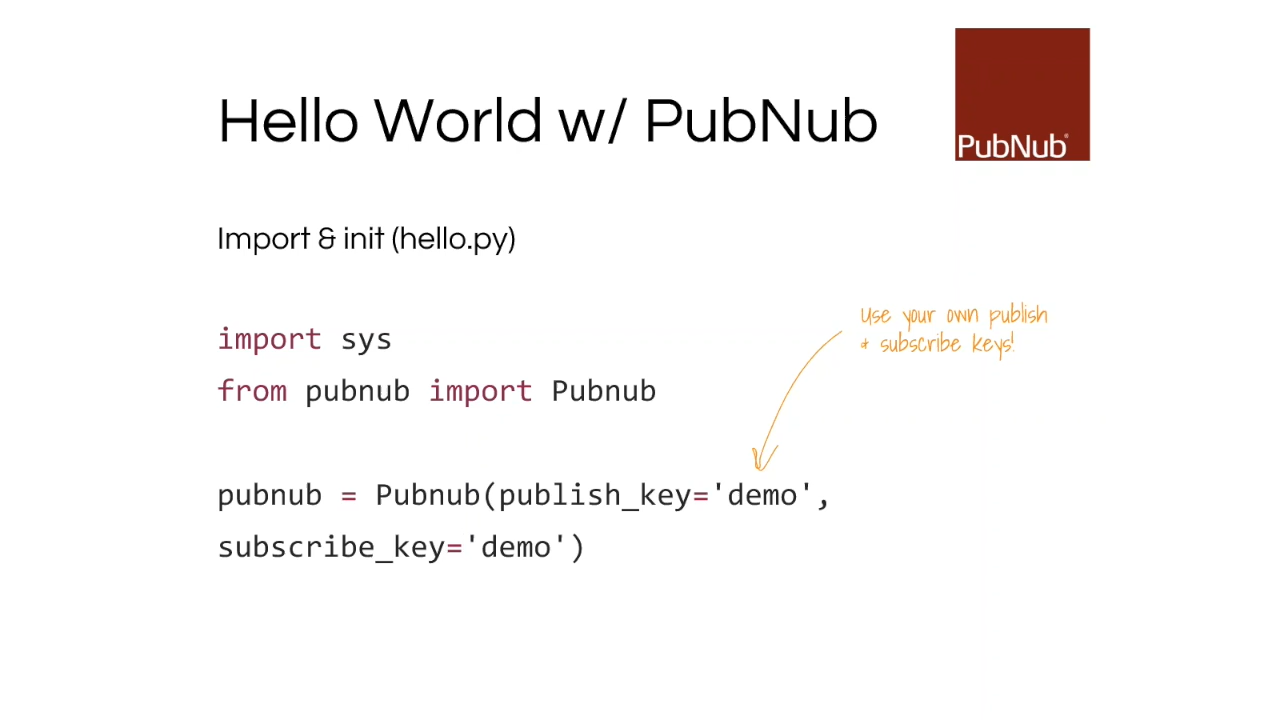 Hello World w/ PubNub
PubNub®
Import & init (hello.py)
Use your own publish
& subscribe keys!
import sys
from pubnub import Pubnub
pubnub = Pubnub(publish_key='demo',
subscribe_key='demo')